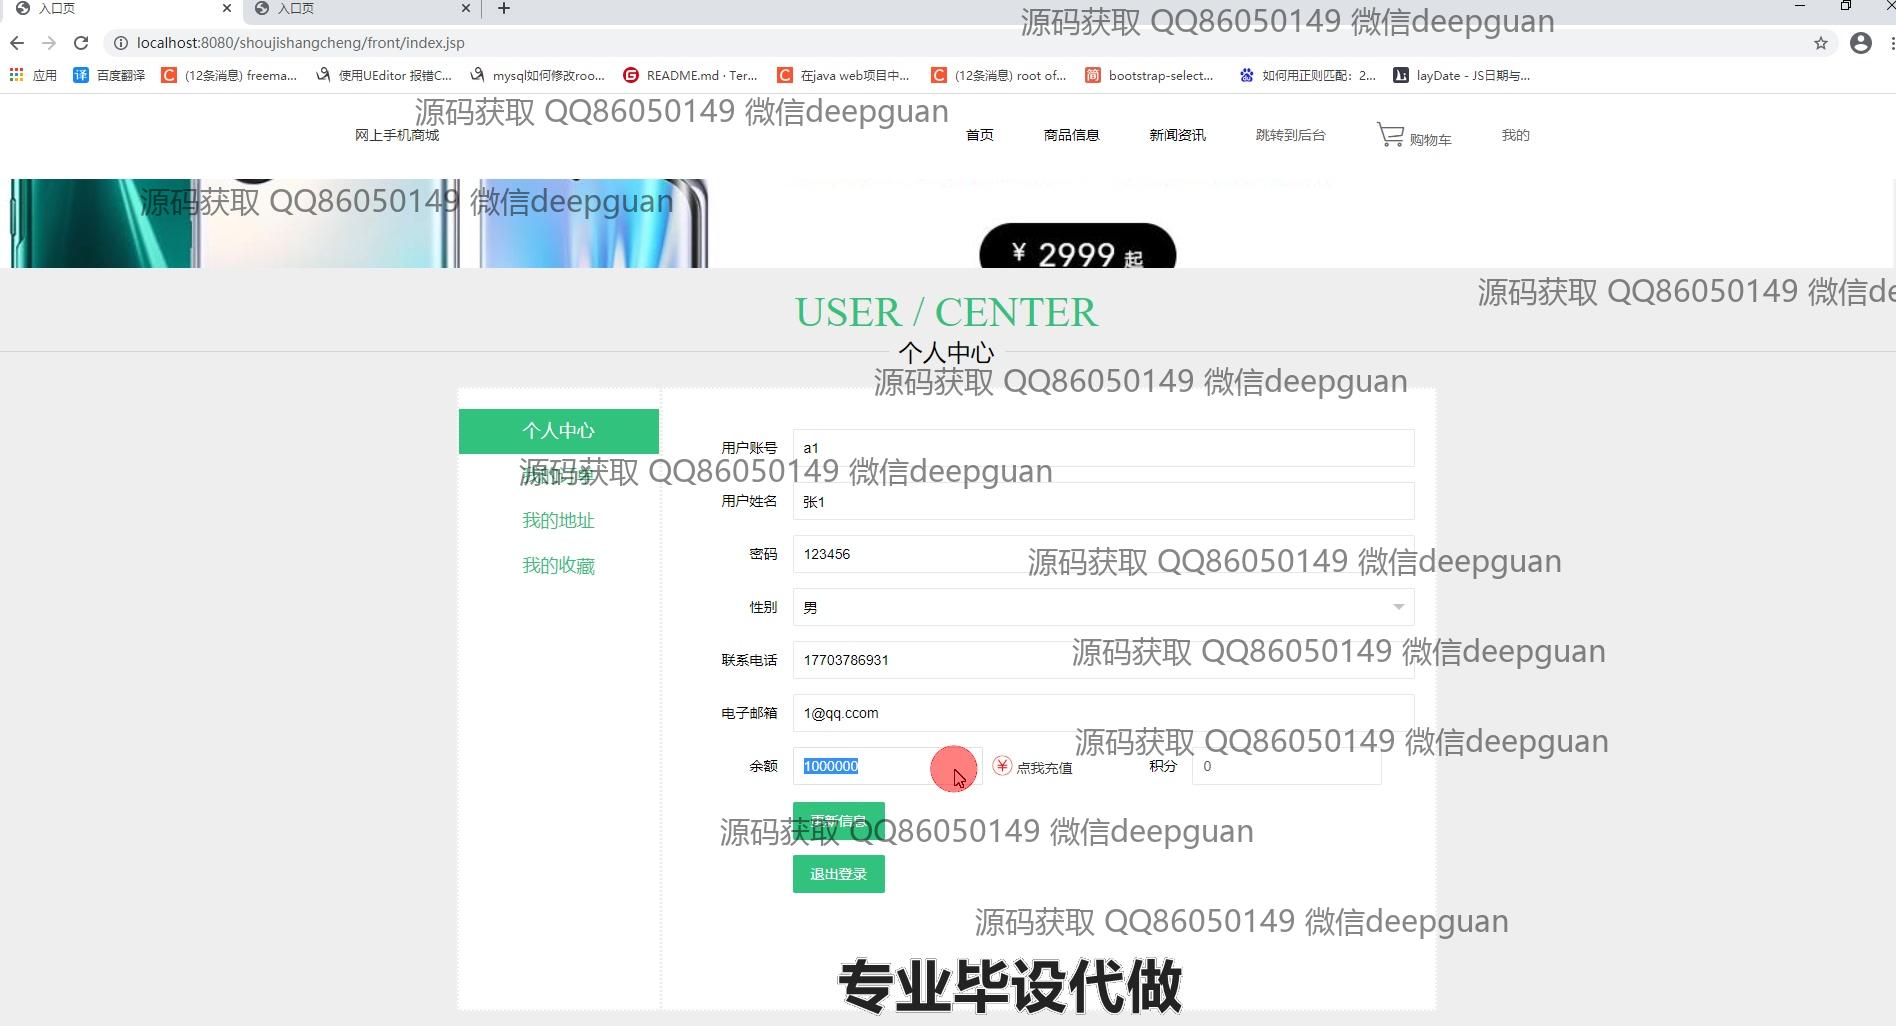 入口页
入口页
localhost:8080/shoujishangcheng/front/index.jsp
源码获取 QQ86050149 微信deepguan
应用 百度翻译 (12条消息) freema... 使用UEditor 报错C... mysql如何修改roo... README.md · Ter... 在java web项目中... (12条消息) root of... bootstrap-select... 如何用正则匹配：2... layDate - JS日期与...
源码获取 QQ86050149 微信deepguan
网上手机商城 首页 商品信息 新闻资讯 跳转到后台 购物车 我的
源码获取 QQ86050149 微信deepguan
¥ 2999 起
源码获取 QQ86050149 微信de
USER / CENTER
个人中心
源码获取 QQ86050149 微信deepguan
个人中心
用户账号 a1
源码获取 QQ86050149 微信deepguan
用户姓名 张1
我的地址
密码 123456
源码获取 QQ86050149 微信deepguan
我的收藏
性别 男
源码获取 QQ86050149 微信deepguan
联系电话 17703786931
电子邮箱 1@qq.ccom
源码获取 QQ86050149 微信deepguan
余额 1000000 点我充值 积分 0
更新信息
源码获取 QQ86050149 微信deepguan
退出登录
源码获取 QQ86050149 微信deepguan
专业毕设代做